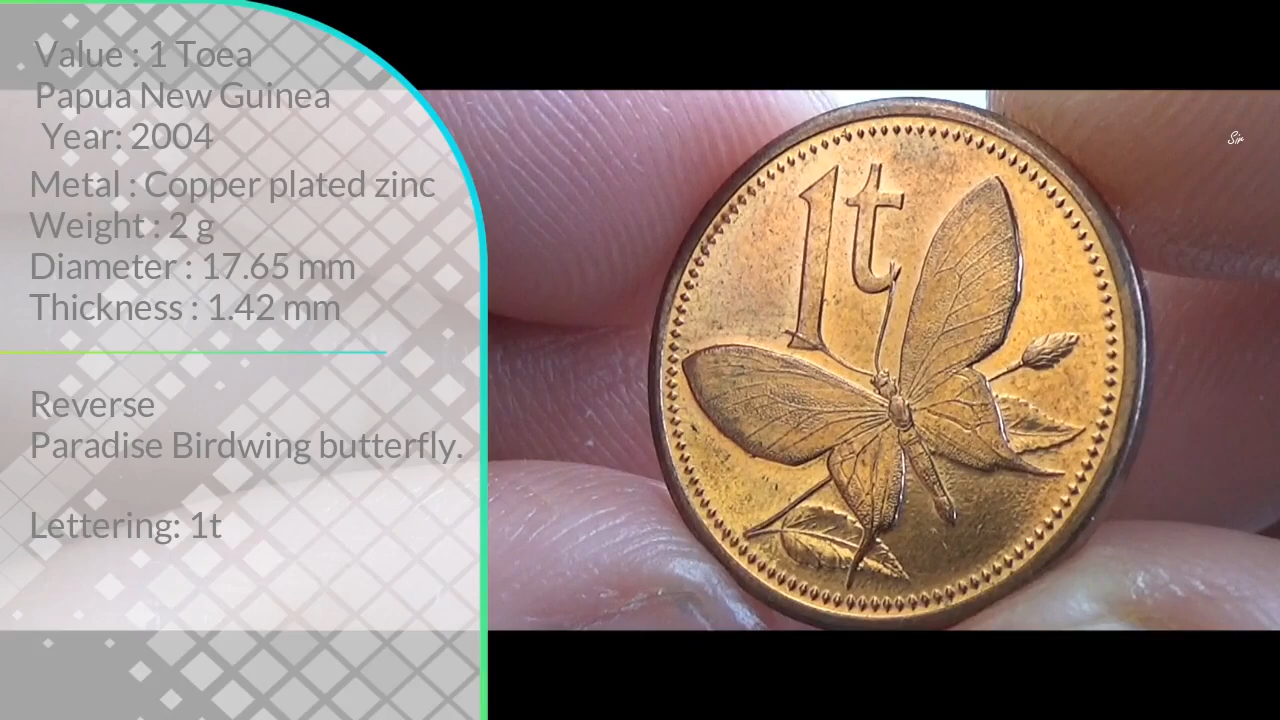 Value : 1 Toea
Papua New Guinea
Year: 2004
Metal : Copper plated zinc
Weight : 2 g
Diameter : 17.65 mm
Thickness : 1.42 mm
Reverse
Paradise Birdwing butterfly.
Lettering: 1t
1t
Sir